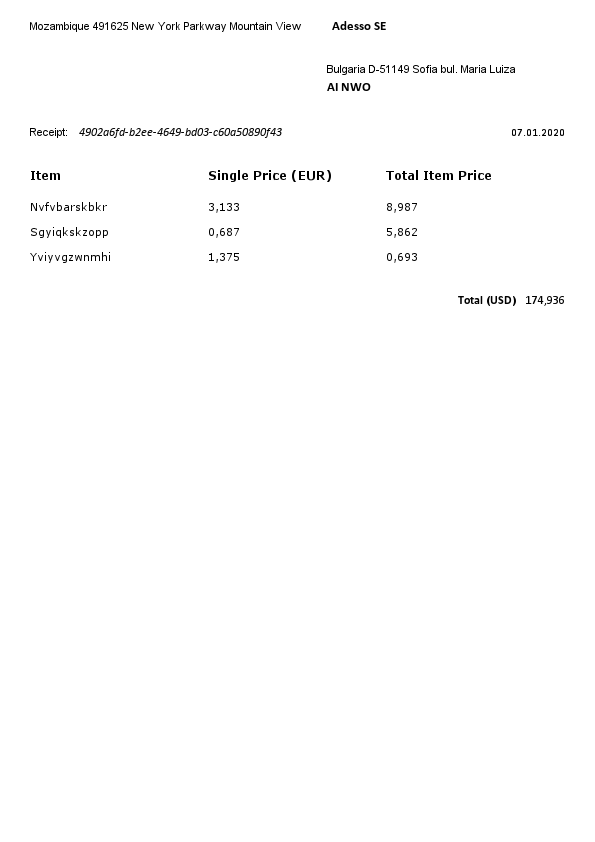 Mozambique 491625 New York Parkway Mountain View Adesso SE
Bulgaria D-51149 Sofia bul. Maria Luiza
AI NWO
Receipt: 4902a6fd-b2ee-4649-bd03-c60a50890f43 07.01.2020
Item Single Price (EUR) Total Item Price
Nvfvbarskbkr 3,133 8,987
Sgyiqkskzopp 0,687 5,862
Yviyvgzwnmhi 1,375 0,693
Total (USD) 174,936